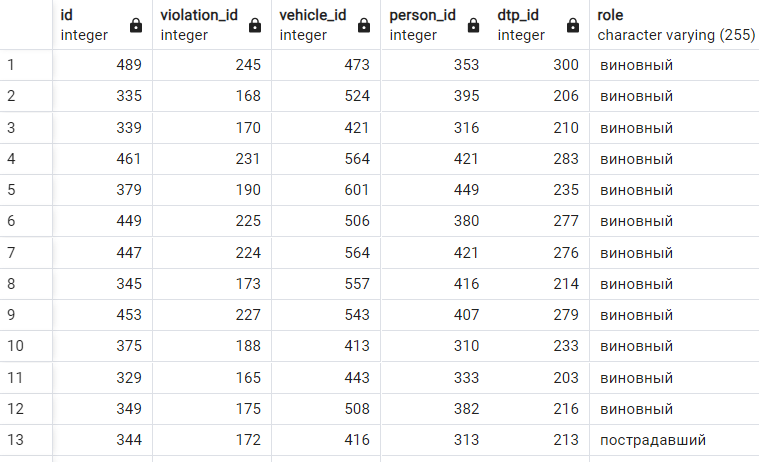 id violation_id vehicle_id person_id dtp_id role
integer integer integer integer integer character varying (255)
1 489 245 473 353 300 виновный
2 335 168 524 395 206 виновный
3 339 170 421 316 210 виновный
4 461 231 564 421 283 виновный
5 379 190 601 449 235 виновный
6 449 225 506 380 277 виновный
7 447 224 564 421 276 виновный
8 345 173 557 416 214 виновный
9 453 227 543 407 279 виновный
10 375 188 413 310 233 виновный
11 329 165 443 333 203 виновный
12 349 175 508 382 216 виновный
13 344 172 416 313 213 пострадавший